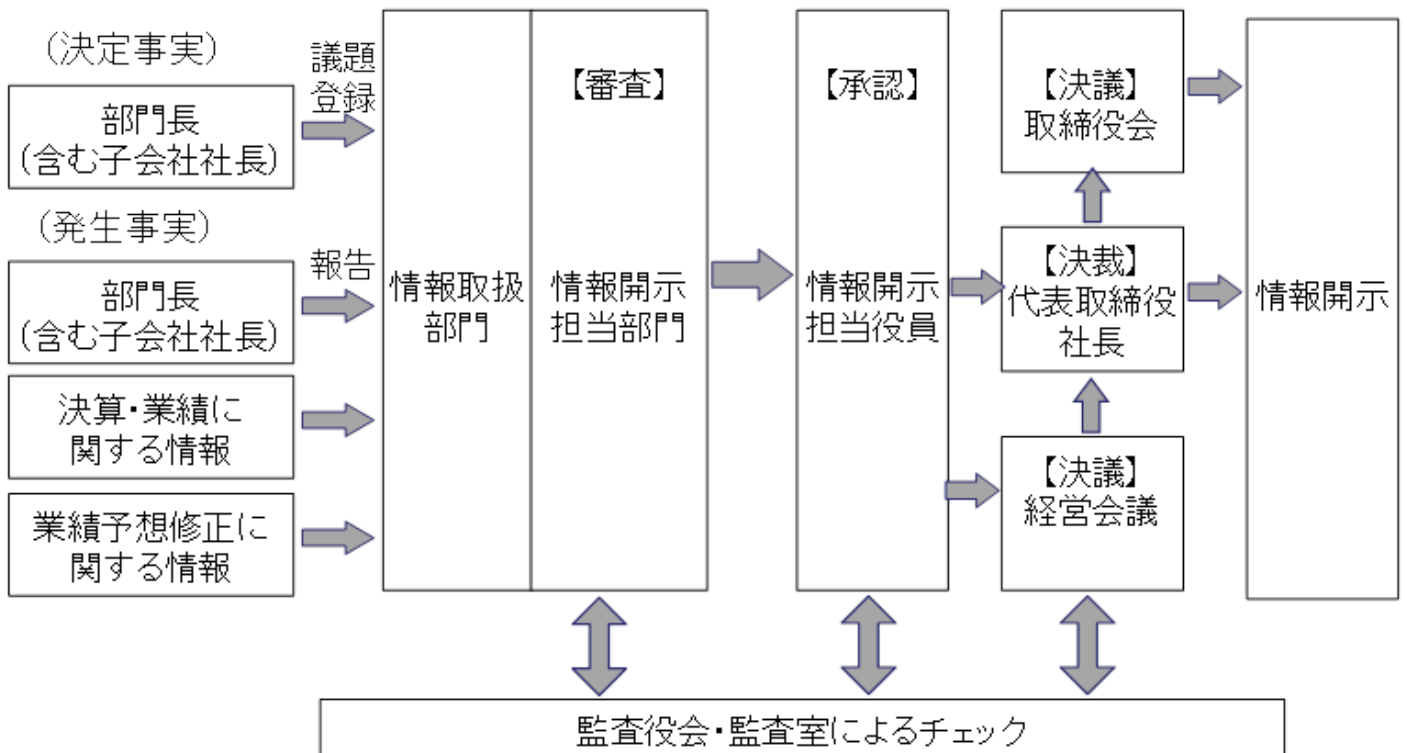 (決定事実)
議題
登録
部門長
(含む子会社社長)
(発生事実)
報告
部門長
(含む子会社社長)
決算・業績に
関する情報
業績予想修正に
関する情報
情報取扱
部門
【審査】
情報開示
担当部門
【承認】
情報開示
担当役員
【決議】
取締役会
【決裁】
代表取締役
社長
【決議】
経営会議
情報開示
監査役会・監査室によるチェック